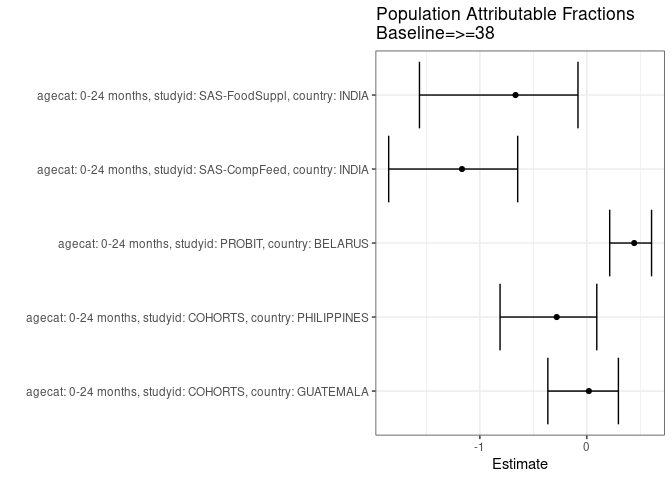 Population Attributable Fractions
Baseline=>=38
agecat: 0-24 months, studyid: SAS-FoodSuppl, country: INDIA
agecat: 0-24 months, studyid: SAS-CompFeed, country: INDIA
agecat: 0-24 months, studyid: PROBIT, country: BELARUS
agecat: 0-24 months, studyid: COHORTS, country: PHILIPPINES
agecat: 0-24 months, studyid: COHORTS, country: GUATEMALA
-1 0
Estimate